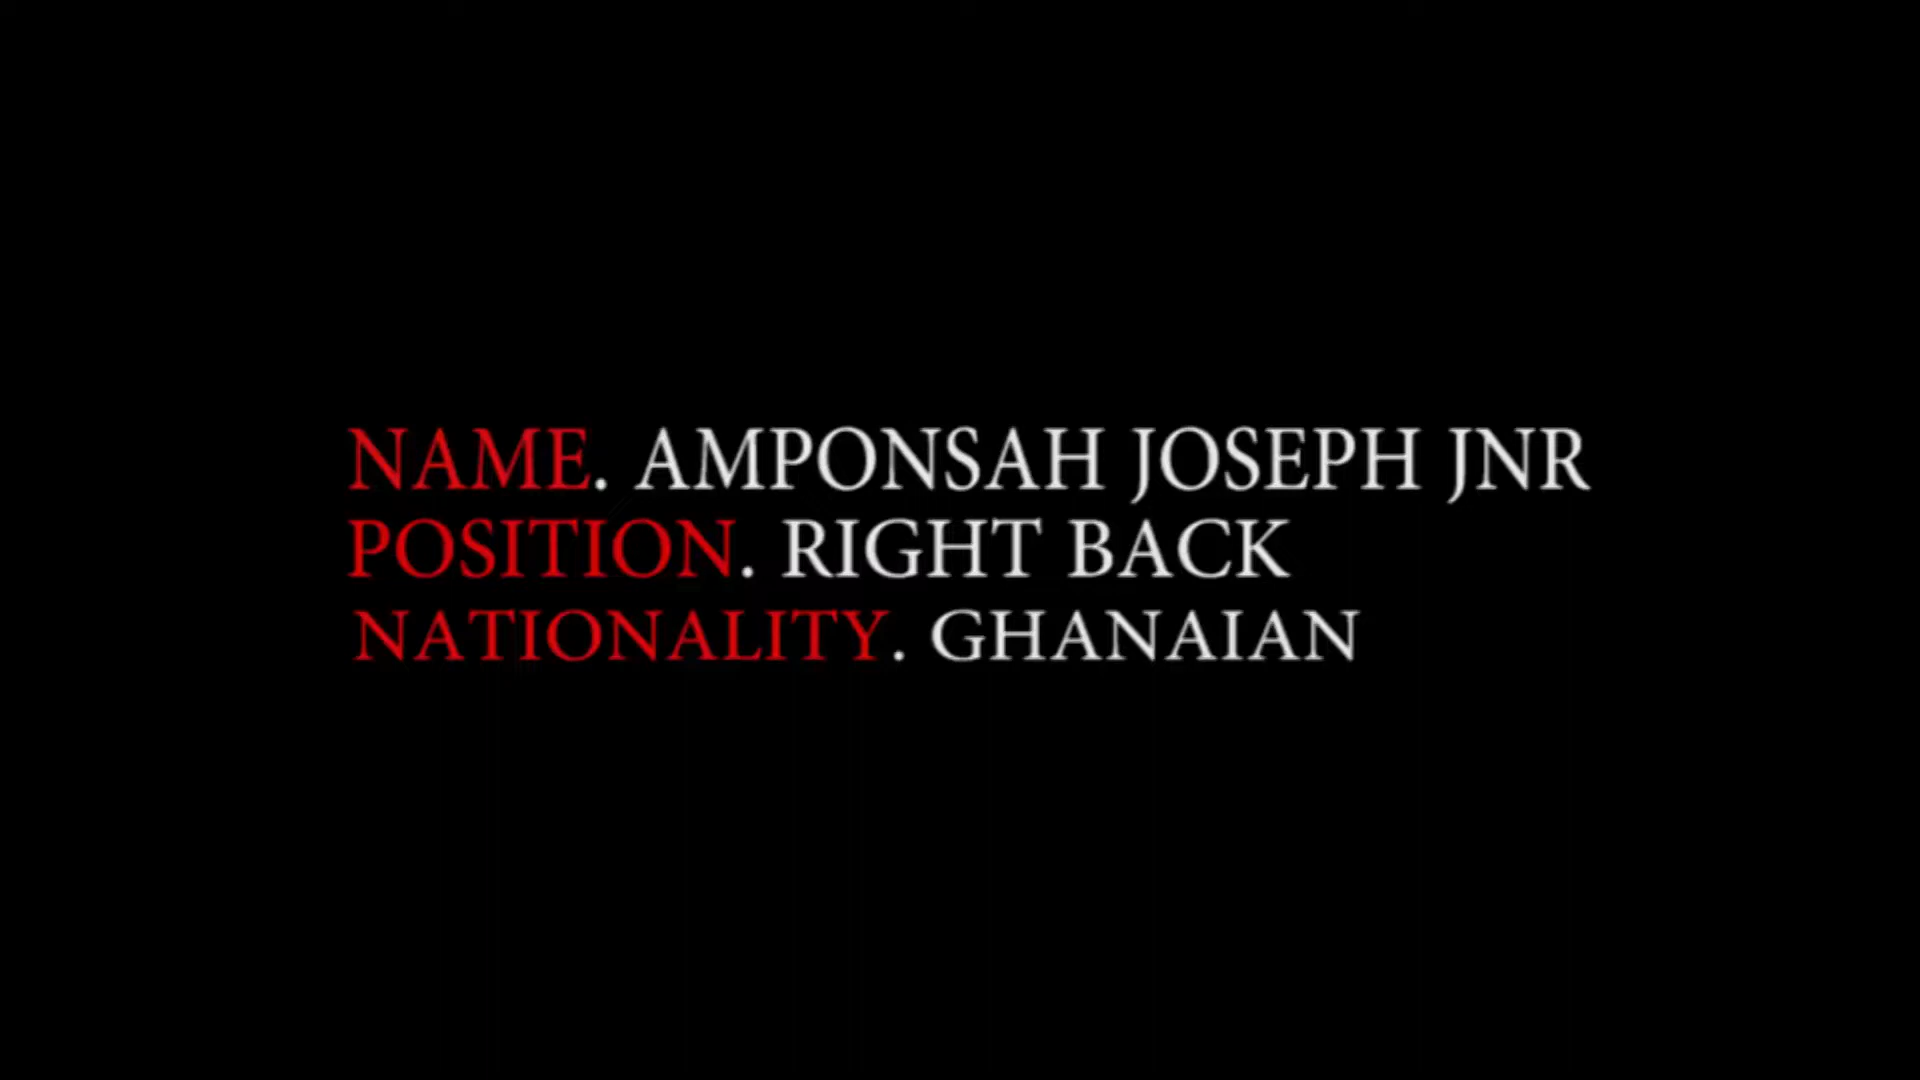 NAME. AMPONSAH JOSEPH JNR
POSITION. RIGHT BACK
NATIONALITY. GHANAIAN